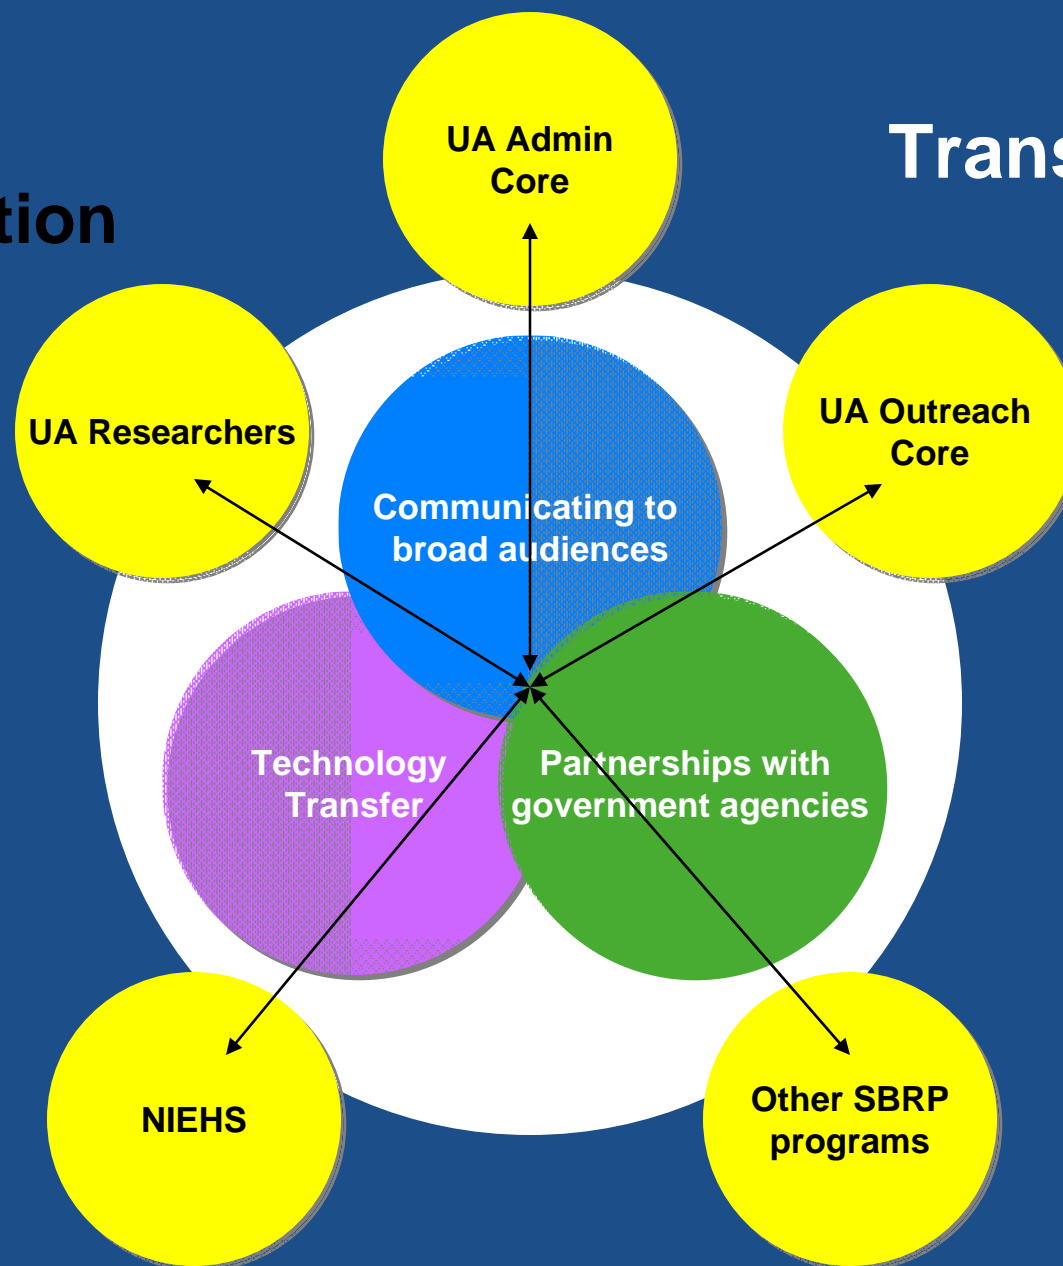 UA Admin
Core
Trans
tion
UA Researchers
UA Outreach
Core
Communicating to
broad audiences
Technology
Transfer
Partnerships with
government agencies
NIEHS
Other SBRP
programs